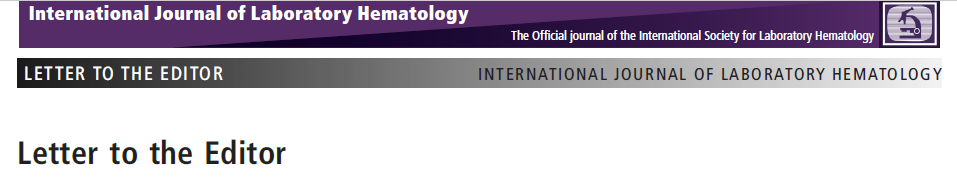 International Journal of Laboratory Hematology
The Official journal of the International Society for Laboratory Hematology
LETTER TO THE EDITOR
INTERNATIONAL JOURNAL OF LABORATORY HEMATOLOGY
Letter to the Editor